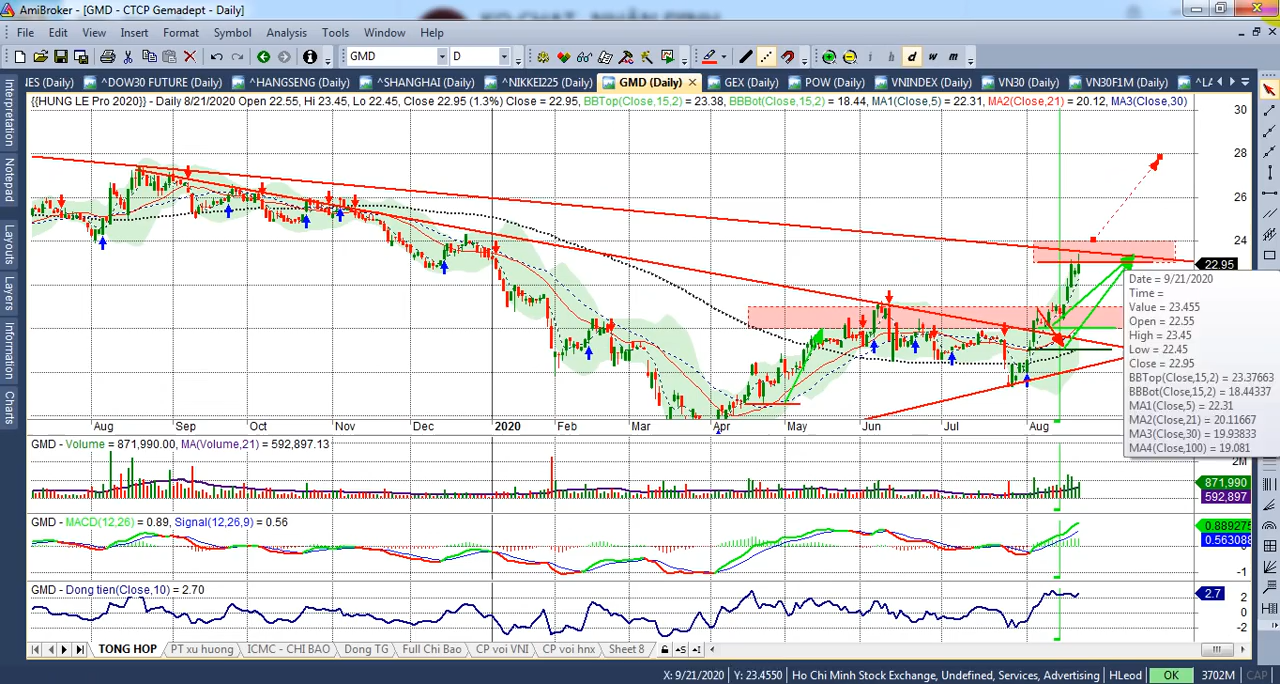 AmiBroker - [GMD - CTCP Gemadept - Daily]
File Edit View Insert Format Symbol Analysis Tools Window Help
GMD D i h d w m
IES (Daily) ^DOW30 FUTURE (Daily) ^HANGSENG (Daily) ^SHANGHAI (Daily) ^NIKKEI225 (Daily) GMD (Daily) GEX (Daily) POW (Daily) VNINDEX (Daily) VN30 (Daily) VN30F1M (Daily)
{{HUNG LE Pro 2020}} - Daily 8/21/2020 Open 22.55, Hi 23.45, Lo 22.45, Close 22.95 (1.3%) Close = 22.95, BBTop(Close,15,2) = 23.38, BBBot(Close,15,2) = 18.44, MA1(Close,5) = 22.31, MA2(Close,21) = 20.12, MA3(Close,30)
Interpretation
Notepad
Layouts
Layers
Information
Charts
30
28
26
24
22.95
Date = 9/21/2020
Time =
Value = 23.455
Open = 22.55
High = 23.45
Low = 22.45
Close = 22.95
BBTop(Close,15,2) = 23.37663
BBBot(Close,15,2) = 18.44337
MA1(Close,5) = 22.31
MA2(Close,21) = 20.11667
MA3(Close,30) = 19.93833
MA4(Close,100) = 19.081
Aug Sep Oct Nov Dec 2020 Feb Mar Apr May Jun Jul Aug
GMD - Volume = 871,990.00, MA(Volume,21) = 592,897.13
2M
871,990
592,897
GMD - MACD(12,26) = 0.89, Signal(12,26,9) = 0.56
0.889275
0.563088
-1
GMD - Dong tien(Close,10) = 2.70
2.7
2
0
-2
TONG HOP PT xu huong ICMC - CHI BAO Dong TG Full Chi Bao CP voi VNI CP voi hnx Sheet 8
X: 9/21/2020 Y: 23.4550 Ho Chi Minh Stock Exchange, Undefined, Services, Advertising HLeod OK 3702M CAP